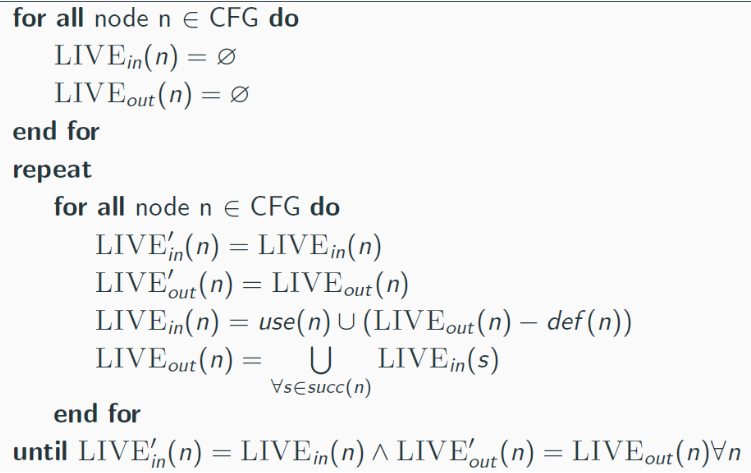 for all node n ∈ CFG do
LIVE_in(n) = ∅
LIVE_out(n) = ∅
end for
repeat
for all node n ∈ CFG do
LIVE′_in(n) = LIVE_in(n)
LIVE′_out(n) = LIVE_out(n)
LIVE_in(n) = use(n) ∪ (LIVE_out(n) − def(n))
LIVE_out(n) = ⋃_{∀s∈succ(n)} LIVE_in(s)
end for
until LIVE′_in(n) = LIVE_in(n) ∧ LIVE′_out(n) = LIVE_out(n)∀n